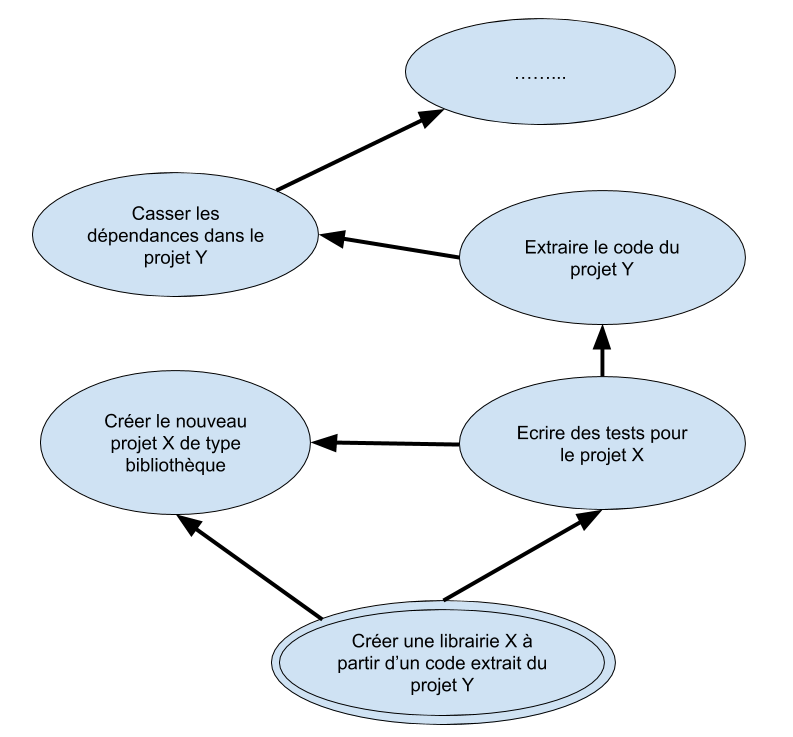 ……...
Casser les
dépendances dans le
projet Y
Extraire le code du
projet Y
Créer le nouveau
projet X de type
bibliothèque
Ecrire des tests pour
le projet X
Créer une librairie X à
partir d'un code extrait du
projet Y